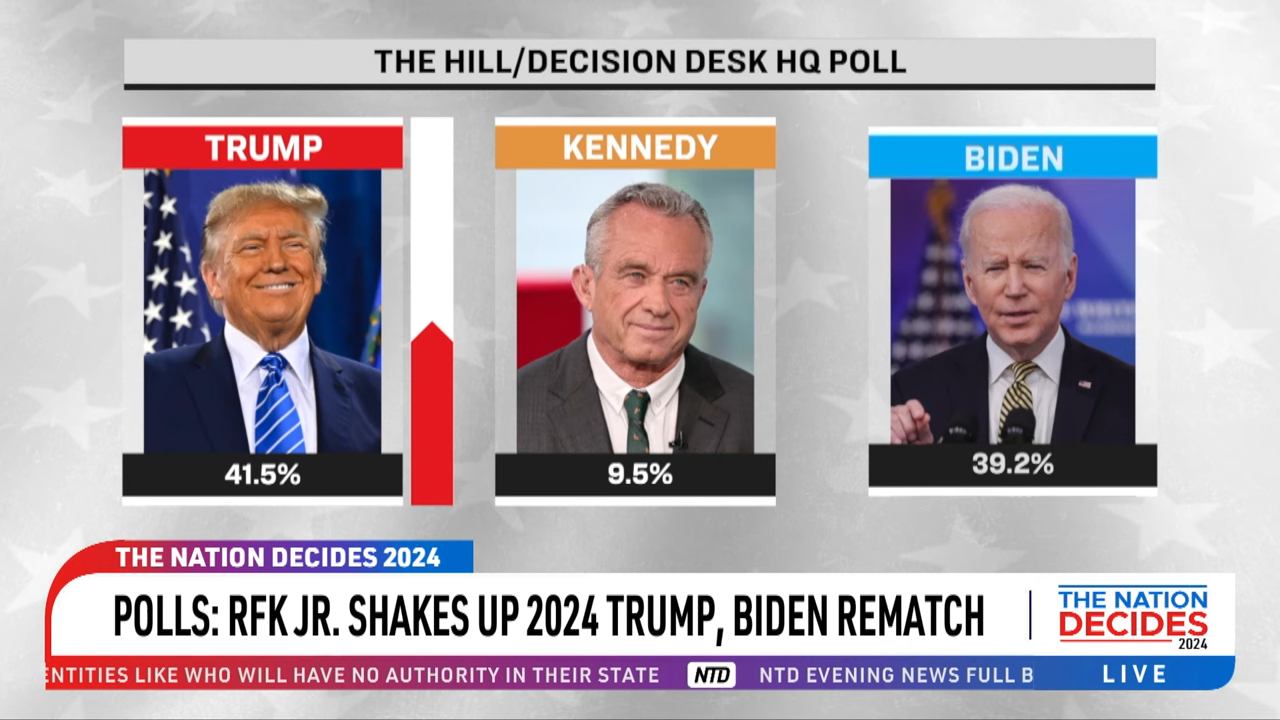 THE HILL/DECISION DESK HQ POLL
TRUMP
KENNEDY
BIDEN
41.5%
9.5%
39.2%
THE NATION DECIDES 2024
POLLS: RFK JR. SHAKES UP 2024 TRUMP, BIDEN REMATCH
THE NATION
DECIDES
2024
ENTITIES LIKE WHO WILL HAVE NO AUTHORITY IN THEIR STATE NTD NTD EVENING NEWS FULL B
LIVE